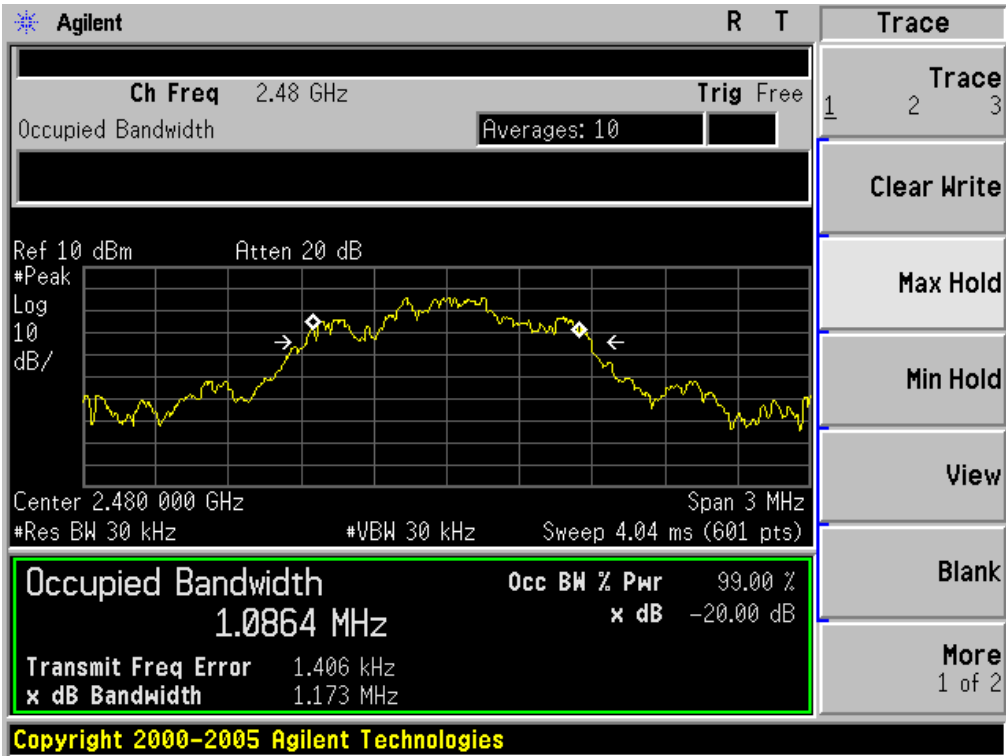 Agilent R T
Ch Freq 2.48 GHz Trig Free
Occupied Bandwidth Averages: 10
Ref 10 dBm Atten 20 dB
#Peak
Log
10
dB/
Center 2.480 000 GHz Span 3 MHz
#Res BW 30 kHz #VBW 30 kHz Sweep 4.04 ms (601 pts)
Occupied Bandwidth Occ BW % Pwr 99.00 %
1.0864 MHz x dB -20.00 dB
Transmit Freq Error 1.406 kHz
x dB Bandwidth 1.173 MHz
Copyright 2000-2005 Agilent Technologies
Trace
Trace
1 2 3
Clear Write
Max Hold
Min Hold
View
Blank
More
1 of 2